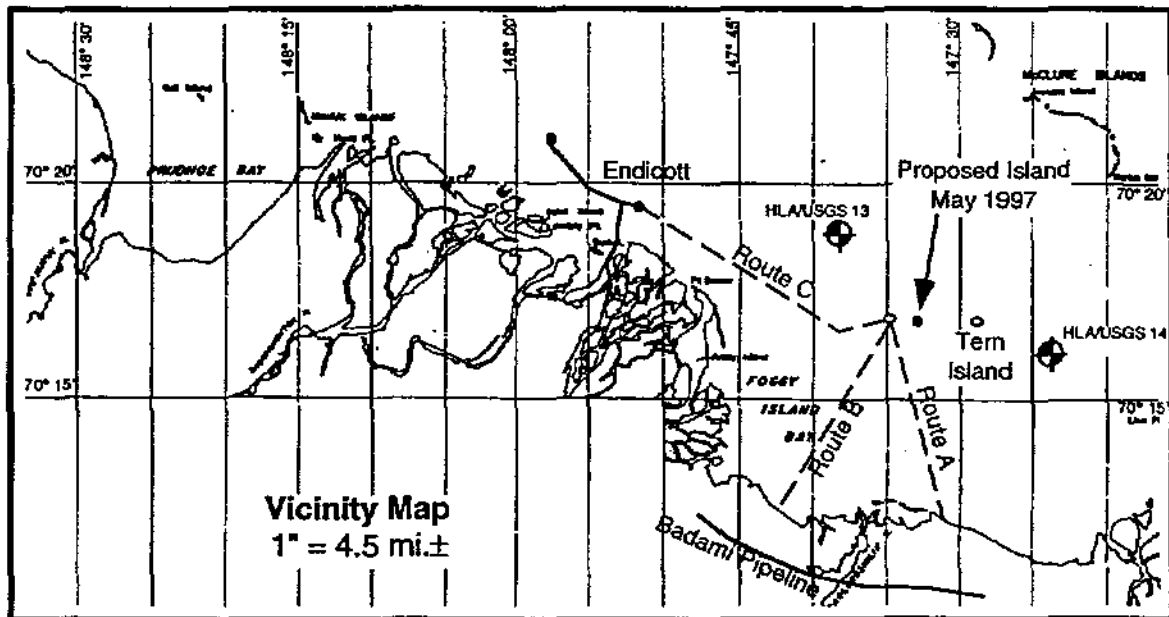 148° 30'
148° 15'
148° 00'
147° 45'
147° 30'
McCLURE ISLANDS
70° 20'
PRUDHOE BAY
Endicott
Proposed Island
May 1997
70° 20'
HLA/USGS 13
Route C
Tern
Island
HLA/USGS 14
70° 15'
FOGGY
ISLAND
BAY
Route B
Route A
70° 15'
Vicinity Map
1" = 4.5 mi.±
Badami Pipeline